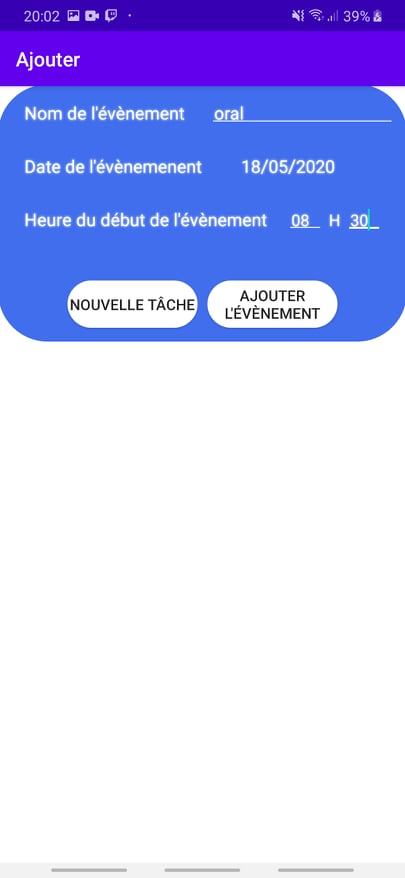 20:02 39%
Ajouter
Nom de l'évènement oral
Date de l'évènemenent 18/05/2020
Heure du début de l'évènement 08 H 30
NOUVELLE TÂCHE
AJOUTER
L'ÉVÈNEMENT